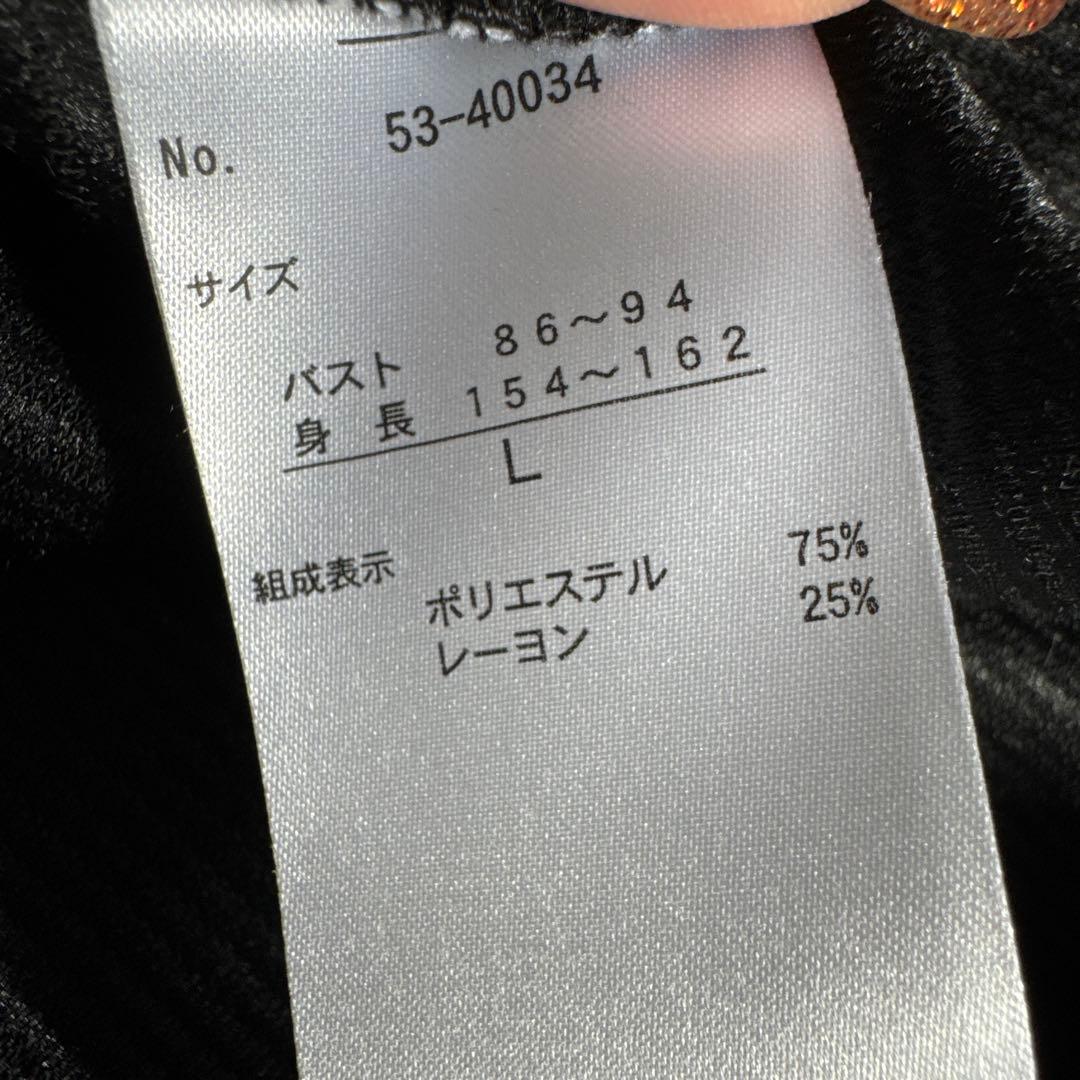 No. 53-40034
サイズ
バスト 86～94
身 長 154～162
L
組成表示
ポリエステル 75%
レーヨン 25%